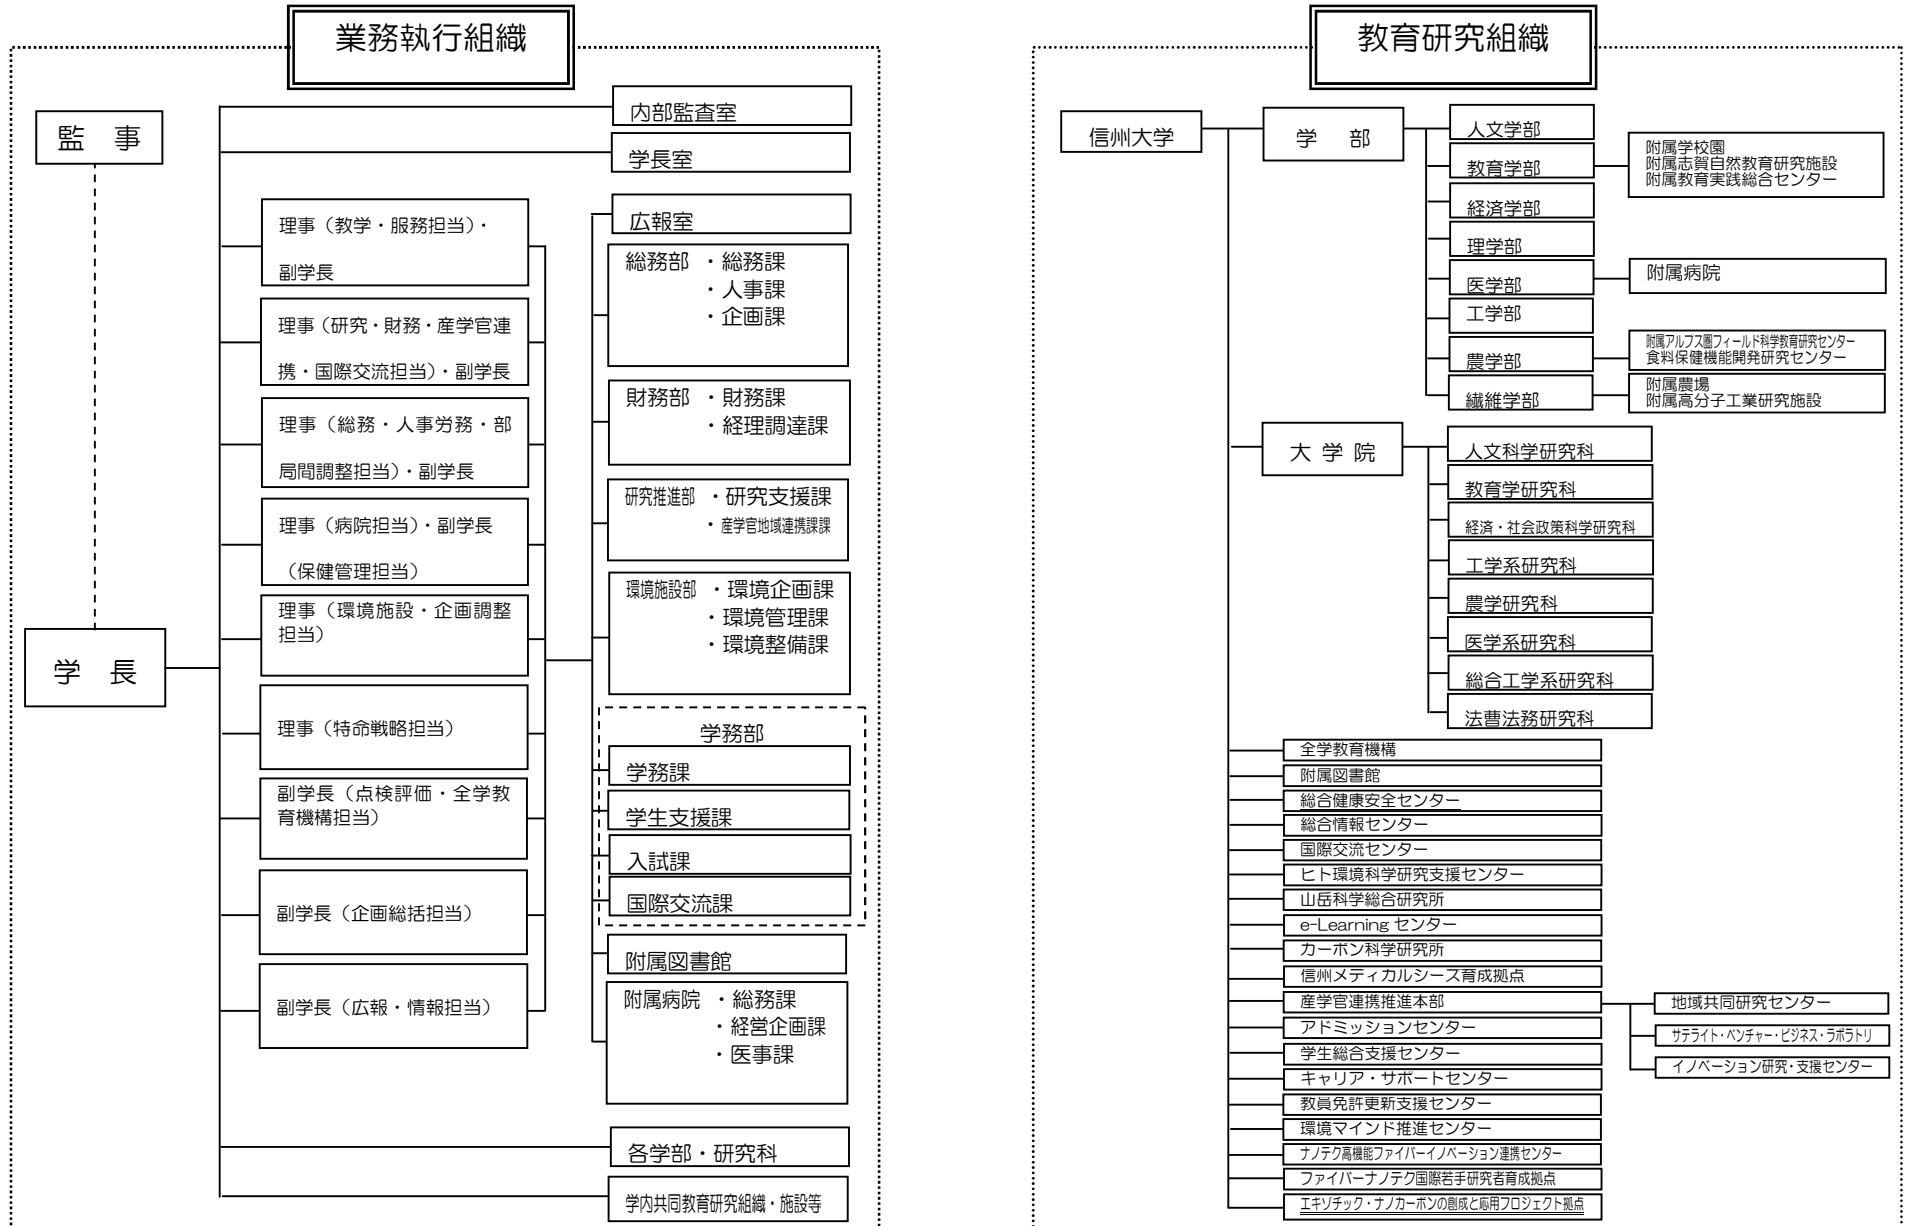 業務執行組織
監　事
学　長
内部監査室
学長室
理事（教学・服務担当）・
副学長
理事（研究・財務・産学官連
携・国際交流担当）・副学長
理事（総務・人事労務・部
局間調整担当）・副学長
理事（病院担当）・副学長
（保健管理担当）
理事（環境施設・企画調整
担当）
理事（特命戦略担当）
副学長（点検評価・全学教
育機構担当）
副学長（企画総括担当）
副学長（広報・情報担当）
広報室
総務部　・総務課
・人事課
・企画課
財務部　・財務課
・経理調達課
研究推進部　・研究支援課
・産学官地域連携課課
環境施設部　・環境企画課
・環境管理課
・環境整備課
学務部
学務課
学生支援課
入試課
国際交流課
附属図書館
附属病院　・総務課
・経営企画課
・医事課
各学部・研究科
学内共同教育研究組織・施設等
教育研究組織
信州大学
学　部
人文学部
教育学部
附属学校園
附属志賀自然教育研究施設
附属教育実践総合センター
経済学部
理学部
医学部
附属病院
工学部
農学部
附属アルプス圏フィールド科学教育研究センター
食料保健機能開発研究センター
繊維学部
附属農場
附属高分子工業研究施設
大 学 院
人文科学研究科
教育学研究科
経済・社会政策科学研究科
工学系研究科
農学研究科
医学系研究科
総合工学系研究科
法曹法務研究科
全学教育機構
附属図書館
総合健康安全センター
総合情報センター
国際交流センター
ヒト環境科学研究支援センター
山岳科学総合研究所
e-Learning センター
カーボン科学研究所
信州メディカルシーズ育成拠点
産学官連携推進本部
地域共同研究センター
サテライト・ベンチャー・ビジネス・ラボラトリ
イノベーション研究・支援センター
アドミッションセンター
学生総合支援センター
キャリア・サポートセンター
教員免許更新支援センター
環境マインド推進センター
ナノテク高機能ファイバーイノベーション連携センター
ファイバーナノテク国際若手研究者育成拠点
エキゾチック・ナノカーボンの創成と応用プロジェクト拠点